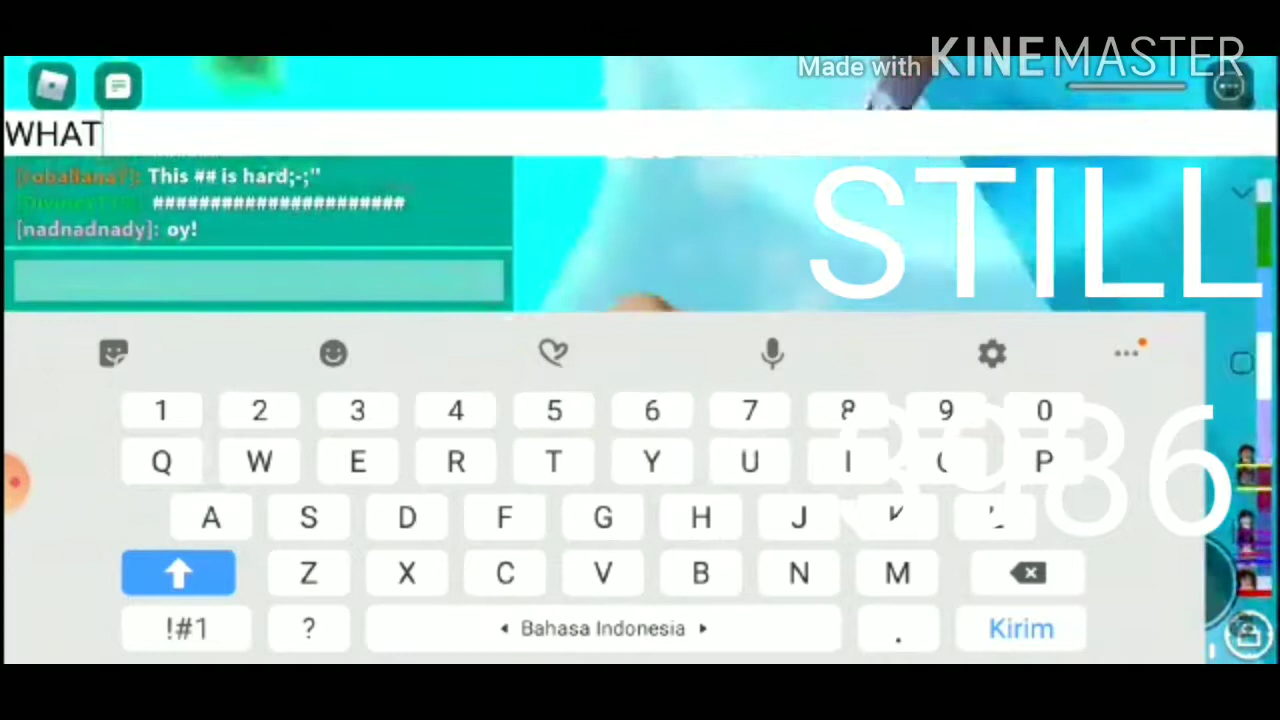 Made with KINEMASTER
WHAT
This ## is hard;-;"
######################
[nadnadnady]: oy!
STILL
1 2 3 4 5 6 7 8 9 0
Q W E R T Y U I P
A S D F G H J
Z X C V B N M
!#1 ? Bahasa Indonesia . Kirim